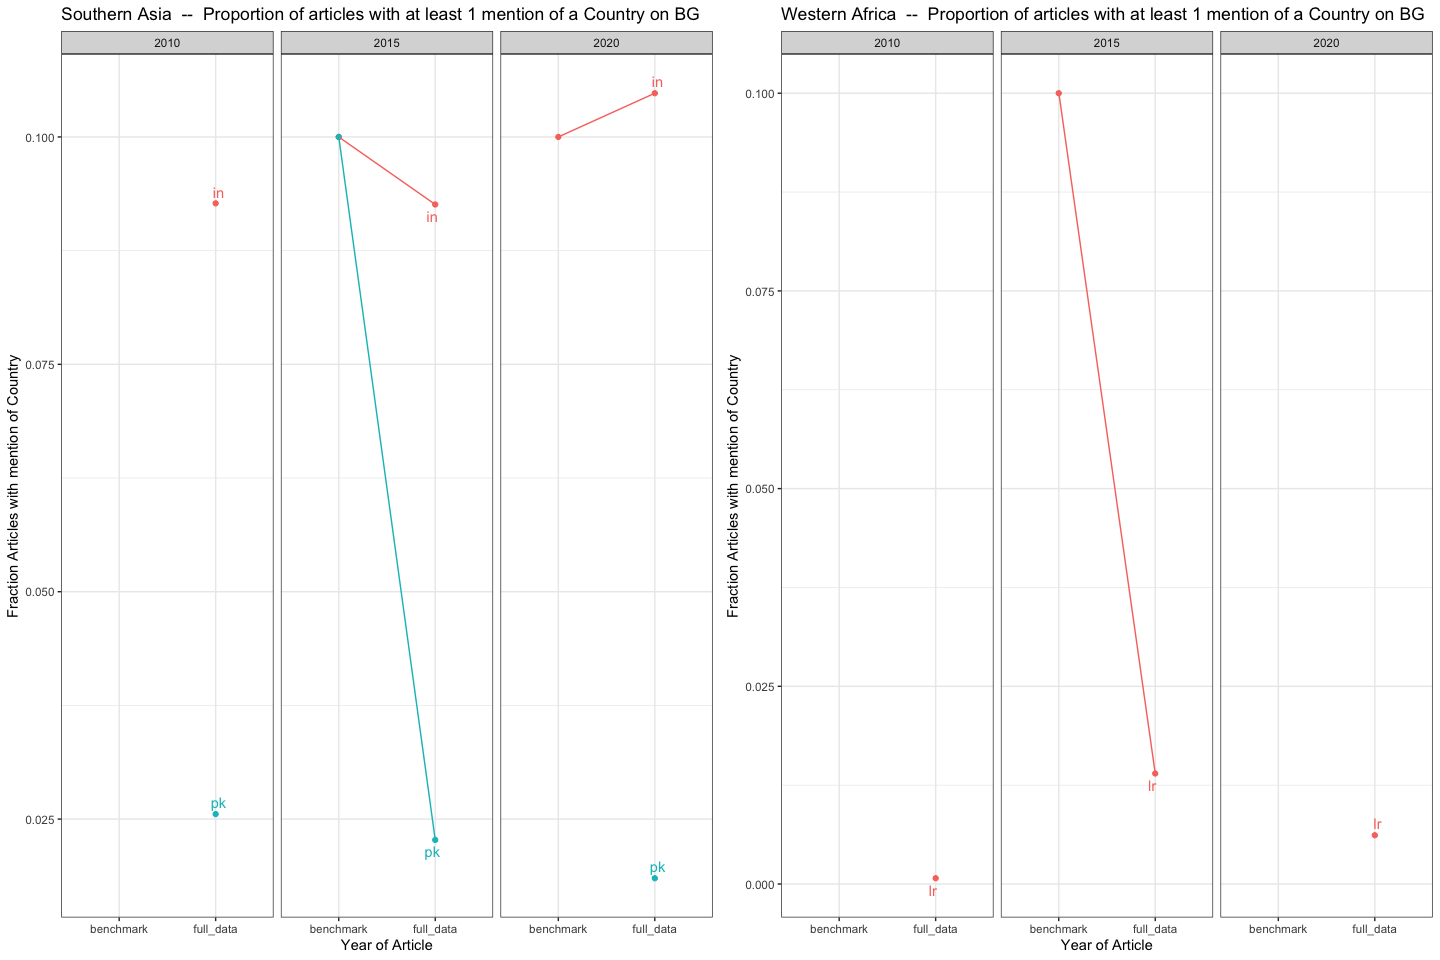 Southern Asia -- Proportion of articles with at least 1 mention of a Country on BG
2010
2015
2020
Fraction Articles with mention of Country
0.100
0.075
0.050
0.025
in
pk
in
pk
in
pk
benchmark
full_data
benchmark
full_data
benchmark
full_data
Year of Article
Western Africa -- Proportion of articles with at least 1 mention of a Country on BG
2010
2015
2020
Fraction Articles with mention of Country
0.100
0.075
0.050
0.025
0.000
lr
lr
lr
benchmark
full_data
benchmark
full_data
benchmark
full_data
Year of Article